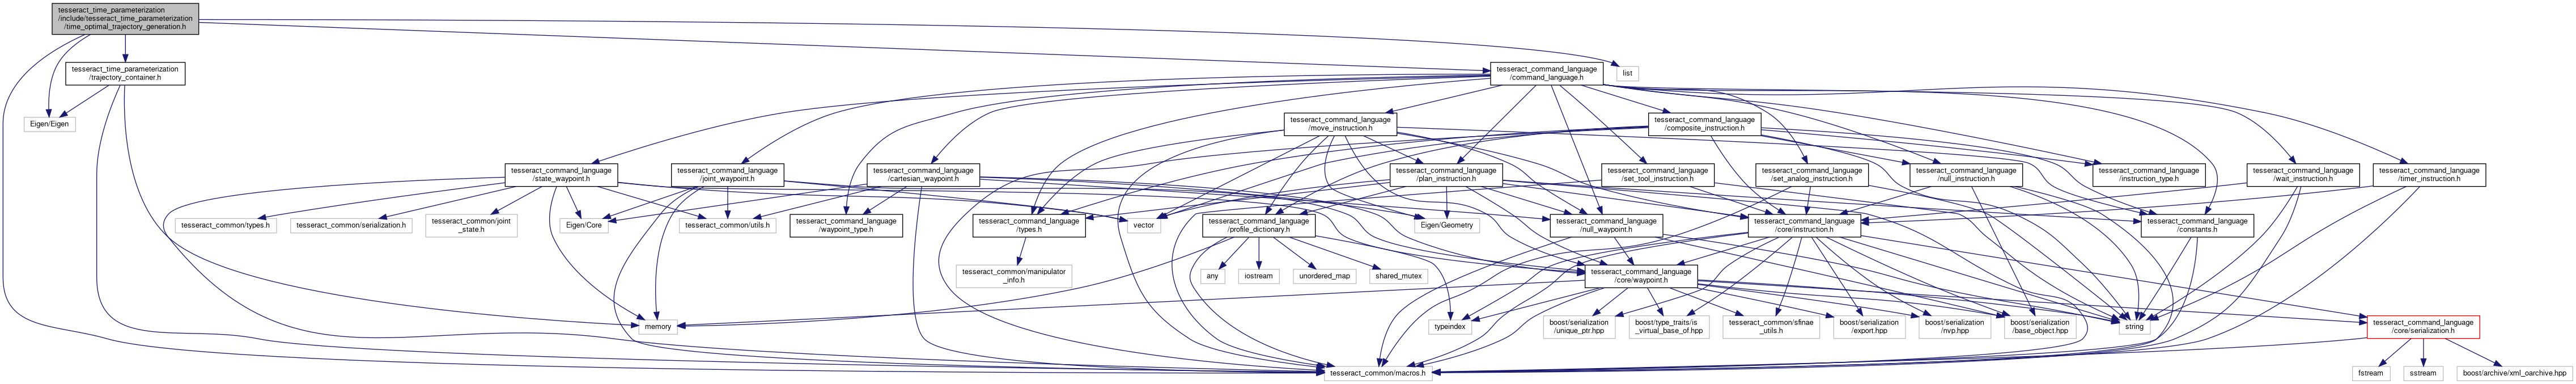 tesseract_time_parameterization
/include/tesseract_time_parameterization
/time_optimal_trajectory_generation.h
tesseract_time_parameterization
/trajectory_container.h
tesseract_command_language
/command_language.h
list
Eigen/Eigen
tesseract_command_language
/move_instruction.h
tesseract_command_language
/composite_instruction.h
tesseract_command_language
/state_waypoint.h
tesseract_command_language
/joint_waypoint.h
tesseract_command_language
/cartesian_waypoint.h
tesseract_command_language
/plan_instruction.h
tesseract_command_language
/set_tool_instruction.h
tesseract_command_language
/set_analog_instruction.h
tesseract_command_language
/null_instruction.h
tesseract_command_language
/instruction_type.h
tesseract_command_language
/wait_instruction.h
tesseract_command_language
/timer_instruction.h
tesseract_common/types.h
tesseract_common/serialization.h
tesseract_common/joint
_state.h
Eigen/Core
tesseract_common/utils.h
tesseract_command_language
/waypoint_type.h
tesseract_command_language
/types.h
vector
tesseract_command_language
/profile_dictionary.h
Eigen/Geometry
tesseract_command_language
/null_waypoint.h
tesseract_command_language
/core/instruction.h
tesseract_command_language
/constants.h
tesseract_common/manipulator
_info.h
any
iostream
unordered_map
shared_mutex
tesseract_command_language
/core/waypoint.h
memory
typeindex
boost/serialization
/unique_ptr.hpp
boost/type_traits/is
_virtual_base_of.hpp
tesseract_common/sfinae
_utils.h
boost/serialization
/export.hpp
boost/serialization
/nvp.hpp
boost/serialization
/base_object.hpp
string
tesseract_command_language
/core/serialization.h
tesseract_common/macros.h
fstream
sstream
boost/archive/xml_oarchive.hpp